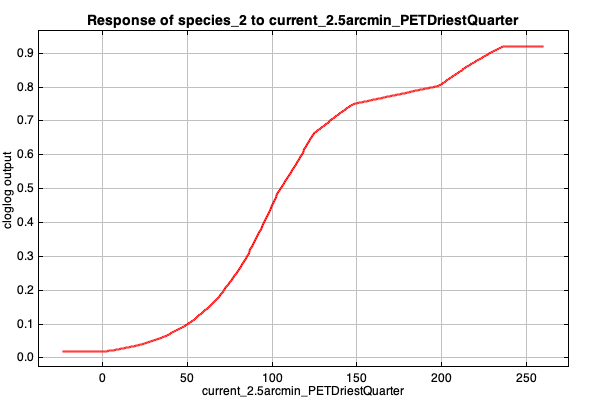 Response of species_2 to current_2.5arcmin_PETDriestQuarter
cloglog output
0.9
0.8
0.7
0.6
0.5
0.4
0.3
0.2
0.1
0.0
0 50 100 150 200 250
current_2.5arcmin_PETDriestQuarter